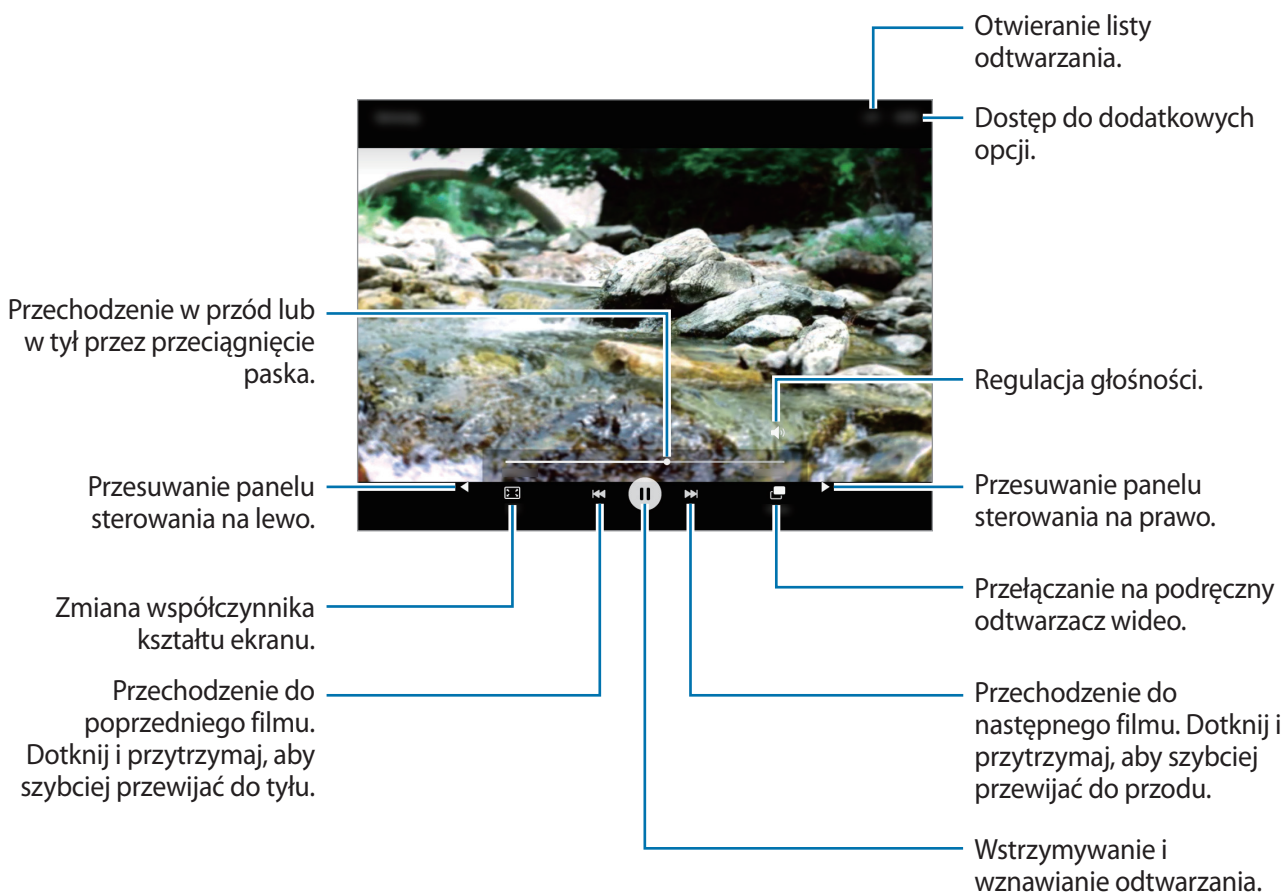 Otwieranie listy
odtwarzania.
Dostęp do dodatkowych
opcji.
Przechodzenie w przód lub
w tył przez przeciągnięcie
paska.
Regulacja głośności.
Przesuwanie panelu
sterowania na lewo.
Przesuwanie panelu
sterowania na prawo.
Zmiana współczynnika
kształtu ekranu.
Przełączanie na podręczny
odtwarzacz wideo.
Przechodzenie do
poprzedniego filmu.
Dotknij i przytrzymaj, aby
szybciej przewijać do tyłu.
Przechodzenie do
następnego filmu. Dotknij i
przytrzymaj, aby szybciej
przewijać do przodu.
Wstrzymywanie i
wznawianie odtwarzania.